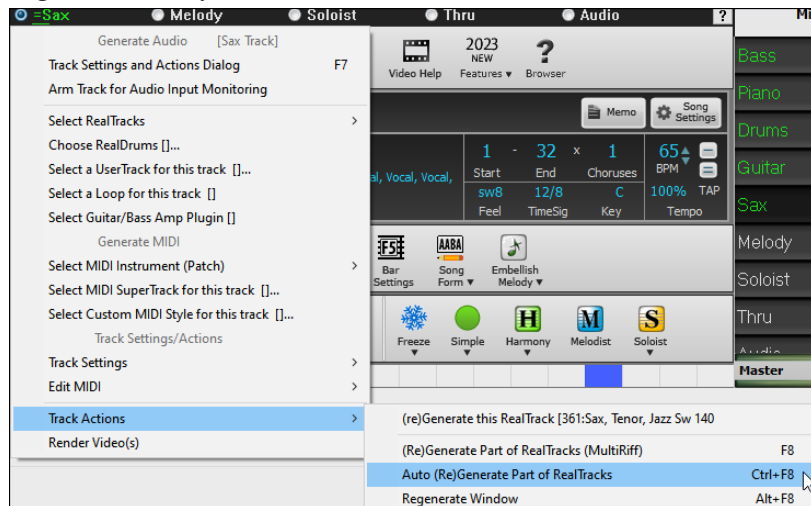 =Sax Melody Soloist Thru Audio ? Mi
Generate Audio [Sax Track]
Track Settings and Actions Dialog F7
Arm Track for Audio Input Monitoring
Select RealTracks >
Choose RealDrums []...
Select a UserTrack for this track []...
Select a Loop for this track []
Select Guitar/Bass Amp Plugin []
Generate MIDI
Select MIDI Instrument (Patch) >
Select MIDI SuperTrack for this track []...
Select Custom MIDI Style for this track []...
Track Settings/Actions
Track Settings >
Edit MIDI >
Track Actions >
Render Video(s)
Video Help
2023
NEW
Features ▾
?
Browser
Memo
Song
Settings
al, Vocal, Vocal,
1 - 32 x 1
Start End Choruses
sw8 12/8 C
Feel TimeSig Key
65
BPM
100% TAP
Tempo
F5
Bar
Settings
AABA
Song
Form ▾
Embellish
Melody ▾
Freeze
Simple
H
Harmony
M
Melodist
S
Soloist
(re)Generate this RealTrack [361:Sax, Tenor, Jazz Sw 140
(Re)Generate Part of RealTracks (MultiRiff) F8
Auto (Re)Generate Part of RealTracks Ctrl+F8
Regenerate Window Alt+F8
Bass
Piano
Drums
Guitar
Sax
Melody
Soloist
Thru
Audio
Master